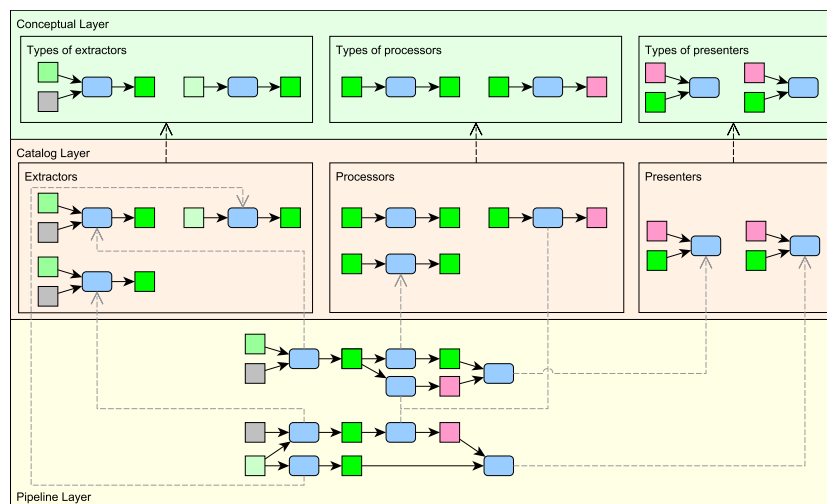 Conceptual Layer
Types of extractors
Types of processors
Types of presenters
Catalog Layer
Extractors
Processors
Presenters
Pipeline Layer